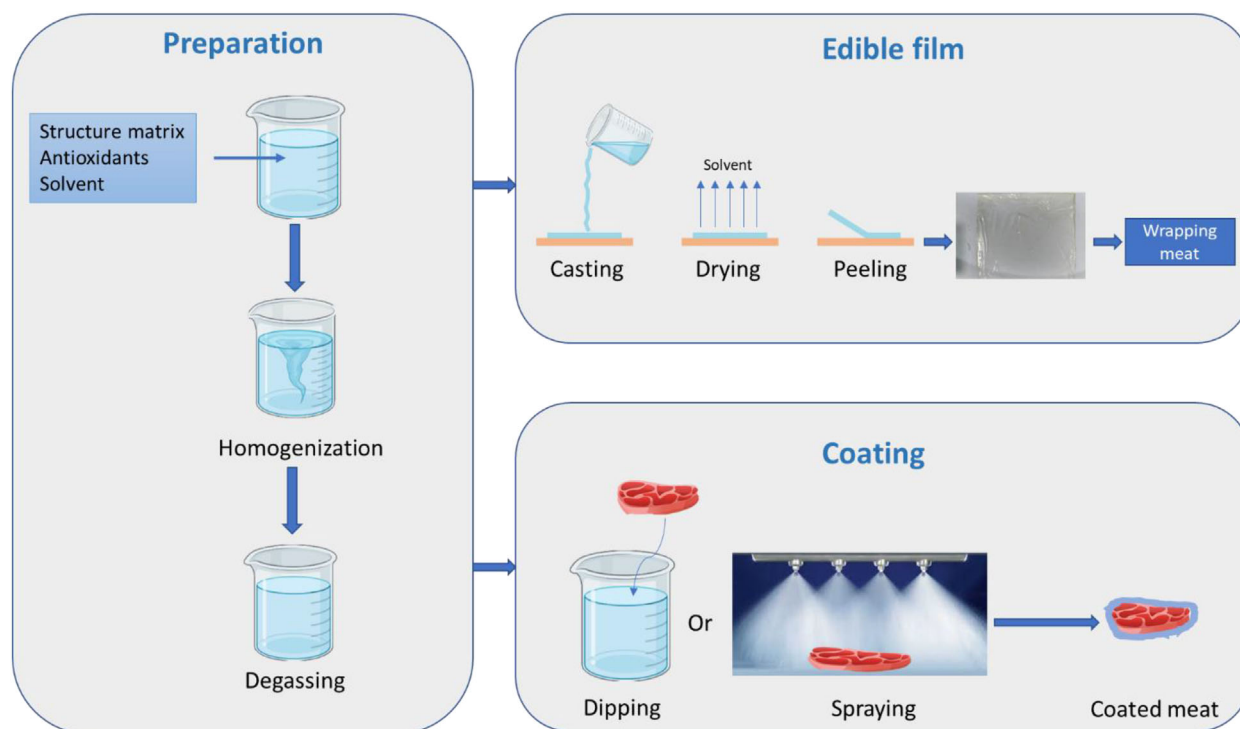 Preparation
Structure matrix
Antioxidants
Solvent
Homogenization
Degassing
Edible film
Solvent
Casting
Drying
Peeling
Wrapping
meat
Coating
Or
Dipping
Spraying
Coated meat